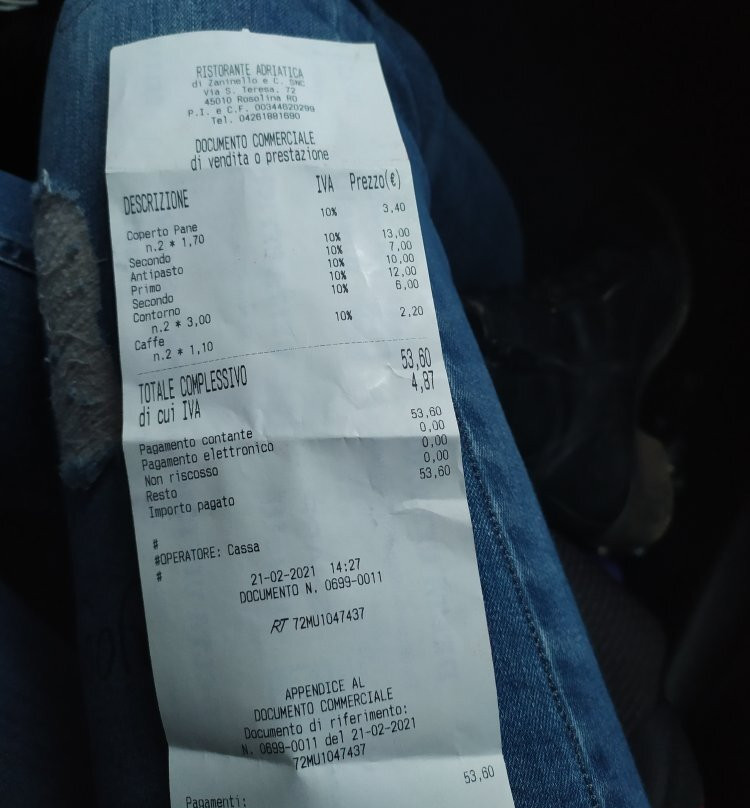 RISTORANTE ADRIATICA
di Zaninello e C. SNC
Via S. Teresa, 72
45010 Rosolina RO
P.I. e C.F. 00344620299
Tel. 04261881690
DOCUMENTO COMMERCIALE
di vendita o prestazione
DESCRIZIONE IVA Prezzo(€)
Coperto Pane 10% 3,40
n.2 * 1,70
Secondo 10% 13,00
Antipasto 10% 7,00
Primo 10% 10,00
Secondo 10% 12,00
Contorno 10% 6,00
n.2 * 3,00
Caffe 10% 2,20
n.2 * 1,10
TOTALE COMPLESSIVO 53,60
di cui IVA 4,87
Pagamento contante 53,60
Pagamento elettronico 0,00
Non riscosso 0,00
Resto 0,00
Importo pagato 53,60
#
#OPERATORE: Cassa
#
21-02-2021 14:27
DOCUMENTO N. 0699-0011
RT 72MU1047437
APPENDICE AL
DOCUMENTO COMMERCIALE
Documento di riferimento:
N. 0699-0011 del 21-02-2021
72MU1047437
Pagamenti: 53,60